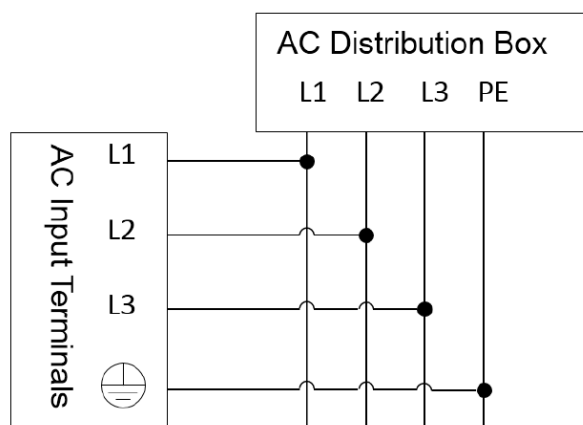 AC Distribution Box
L1 L2 L3 PE
AC Input Terminals
L1
L2
L3